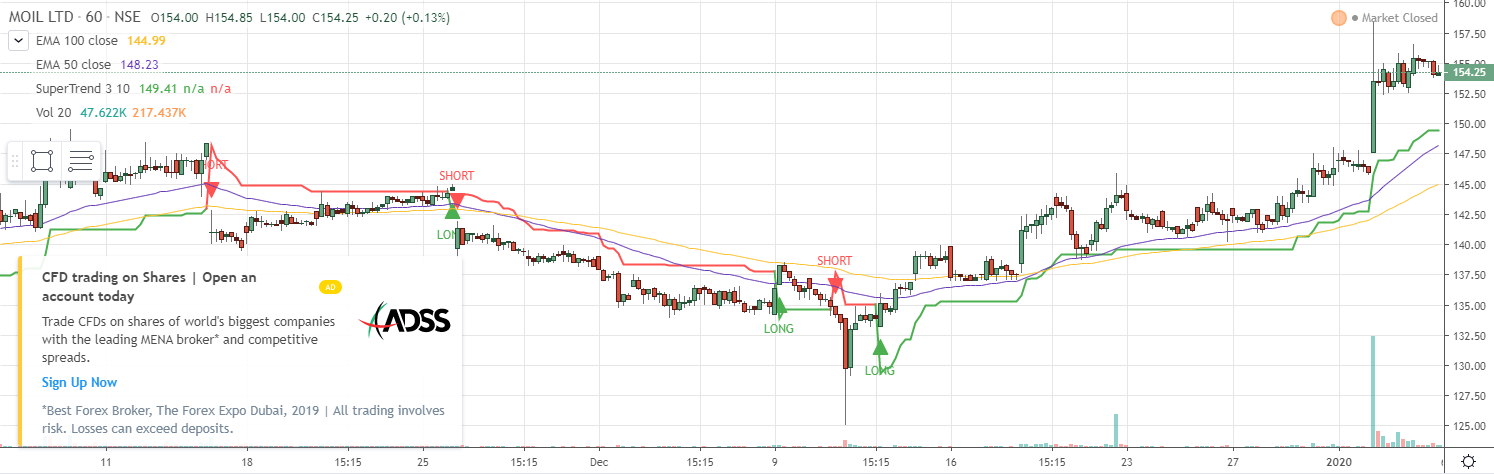 MOIL LTD · 60 · NSE O154.00 H154.85 L154.00 C154.25 +0.20 (+0.13%)
Market Closed
EMA 100 close 144.99
EMA 50 close 148.23
SuperTrend 3 10 149.41 n/a n/a
Vol 20 47.622K 217.437K
160.00
157.50
155.00
154.25
152.50
150.00
147.50
145.00
142.50
140.00
137.50
135.00
132.50
130.00
127.50
125.00
SHORT
SHORT
LONG
SHORT
LONG
LONG
CFD trading on Shares | Open an
account today
AD
Trade CFDs on shares of world's biggest companies
with the leading MENA broker* and competitive
spreads.
ADSS
Sign Up Now
*Best Forex Broker, The Forex Expo Dubai, 2019 | All trading involves
risk. Losses can exceed deposits.
11 18 15:15 25 15:15 Dec 15:15 9 15:15 16 15:15 23 27 2020 6